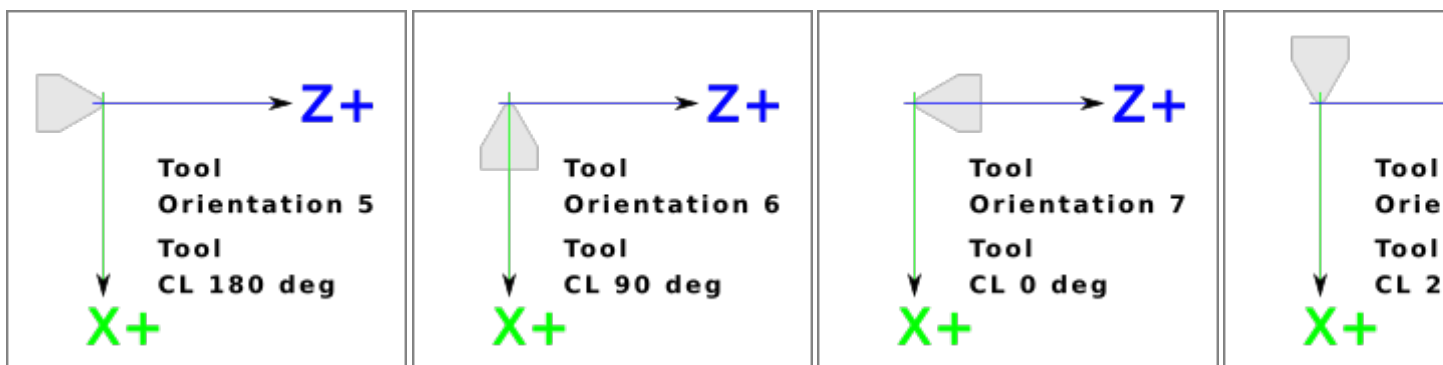 Z+
Tool
Orientation 5
Tool
CL 180 deg
X+
Z+
Tool
Orientation 6
Tool
CL 90 deg
X+
Z+
Tool
Orientation 7
Tool
CL 0 deg
X+
Tool
Tool
CL
X+